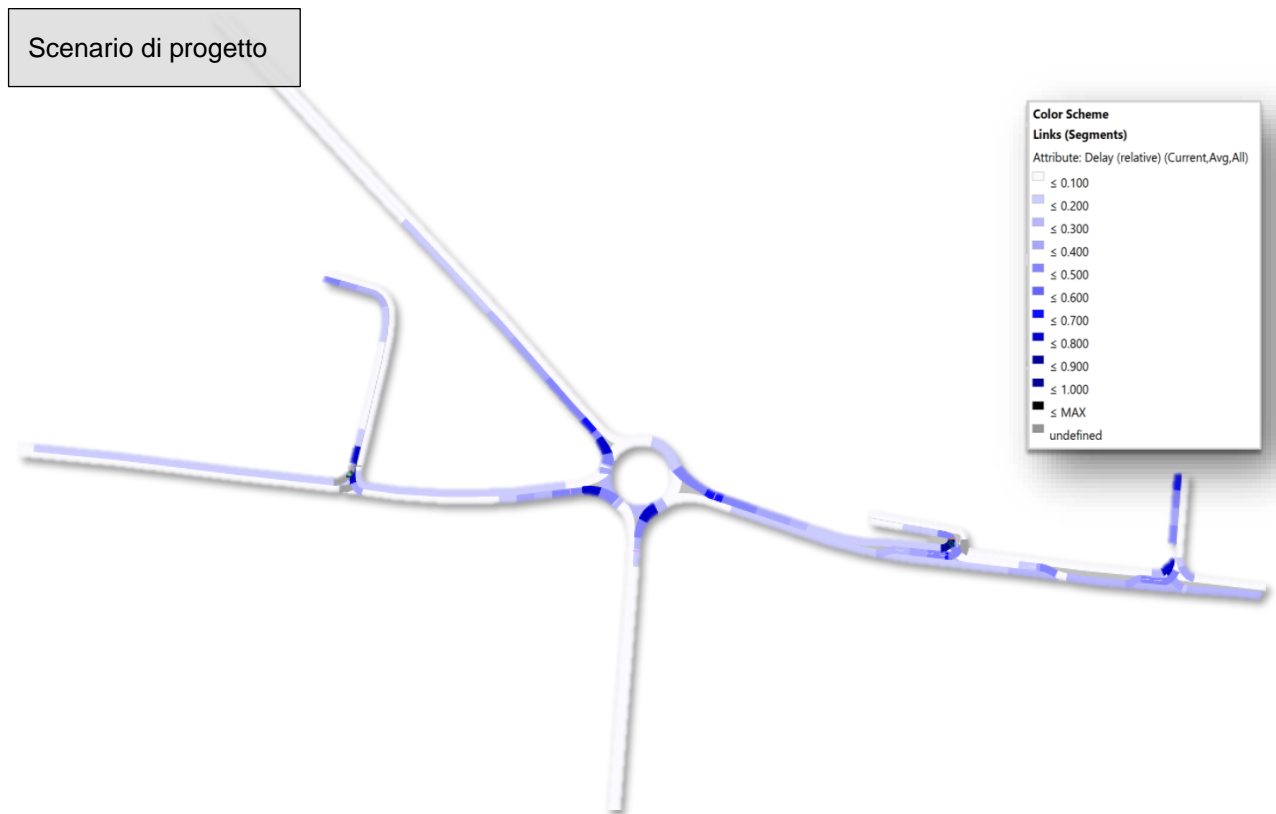 Scenario di progetto
Color Scheme
Links (Segments)
Attribute: Delay (relative) (Current,Avg,All)
≤ 0.100
≤ 0.200
≤ 0.300
≤ 0.400
≤ 0.500
≤ 0.600
≤ 0.700
≤ 0.800
≤ 0.900
≤ 1.000
≤ MAX
undefined